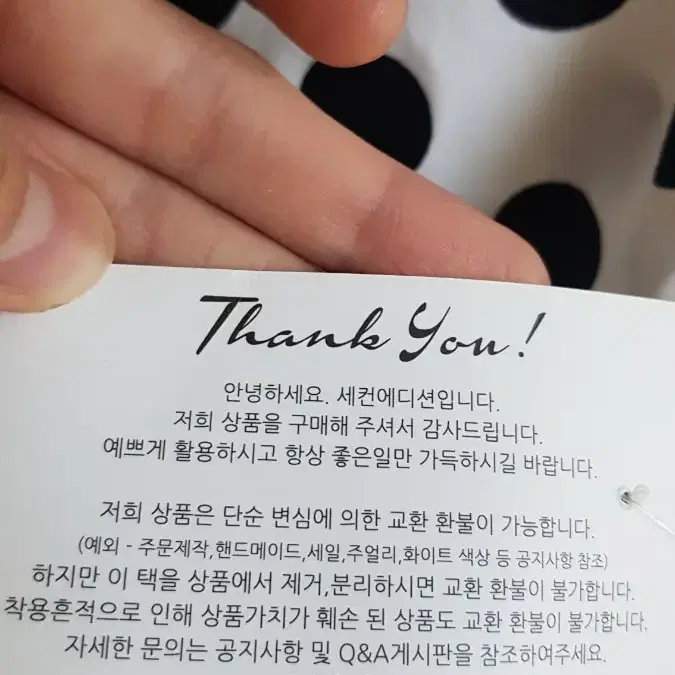 Thank You!
안녕하세요. 세컨에디션입니다.
저희 상품을 구매해 주셔서 감사드립니다.
예쁘게 활용하시고 항상 좋은일만 가득하시길 바랍니다.
저희 상품은 단순 변심에 의한 교환 환불이 가능합니다.
(예외 - 주문제작,핸드메이드,세일,주얼리,화이트 색상 등 공지사항 참조)
하지만 이 택을 상품에서 제거,분리하시면 교환 환불이 불가합니다.
착용흔적으로 인해 상품가치가 훼손 된 상품도 교환 환불이 불가합니다.
자세한 문의는 공지사항 및 Q&A게시판을 참조하여주세요.